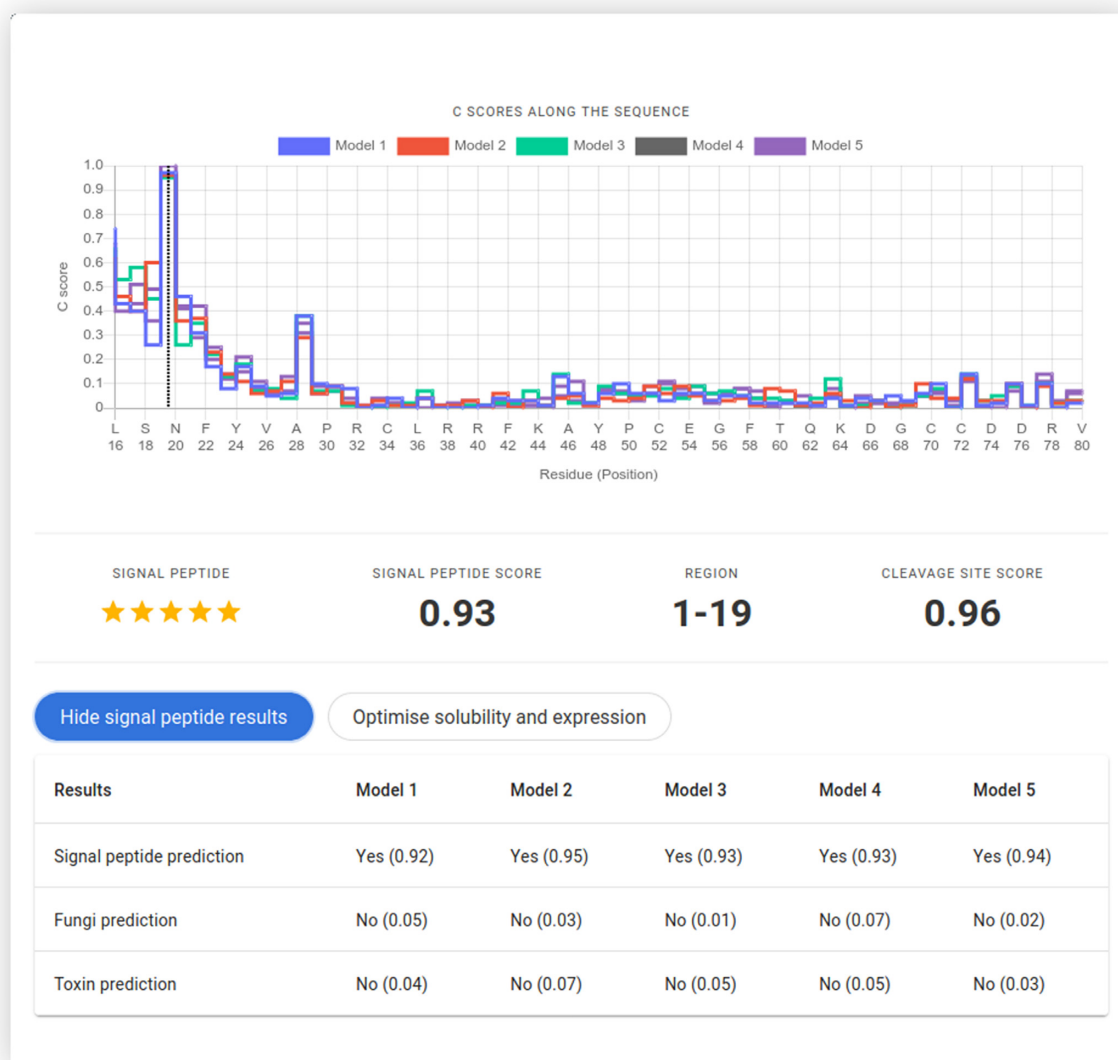 C SCORES ALONG THE SEQUENCE
Model 1 Model 2 Model 3 Model 4 Model 5
1.0
0.9
0.8
0.7
0.6
0.5
0.4
0.3
0.2
0.1
0
C score
L S N F Y V A P R C L R R F K A Y P C E G F T Q K D G C C D D R V
16 18 20 22 24 26 28 30 32 34 36 38 40 42 44 46 48 50 52 54 56 58 60 62 64 66 68 70 72 74 76 78 80
Residue (Position)
SIGNAL PEPTIDE SIGNAL PEPTIDE SCORE REGION CLEAVAGE SITE SCORE
0.93 1-19 0.96
Hide signal peptide results Optimise solubility and expression
Results Model 1 Model 2 Model 3 Model 4 Model 5
Signal peptide prediction Yes (0.92) Yes (0.95) Yes (0.93) Yes (0.93) Yes (0.94)
Fungi prediction No (0.05) No (0.03) No (0.01) No (0.07) No (0.02)
Toxin prediction No (0.04) No (0.07) No (0.05) No (0.05) No (0.03)